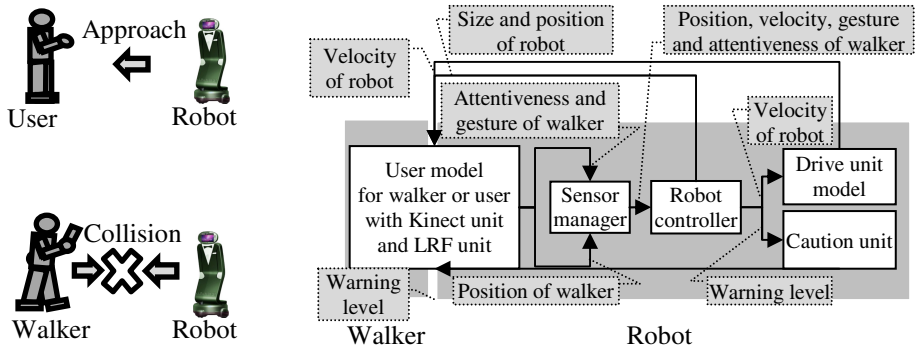 Approach
User
Robot
Collision
Walker
Robot
Size and position
of robot
Position, velocity, gesture
and attentiveness of walker
Velocity
of robot
Attentiveness and
gesture of walker
Velocity
of robot
User model
for walker or user
with Kinect unit
and LRF unit
Sensor
manager
Robot
controller
Drive unit
model
Caution unit
Warning
level
Position of walker
Warning level
Walker
Robot